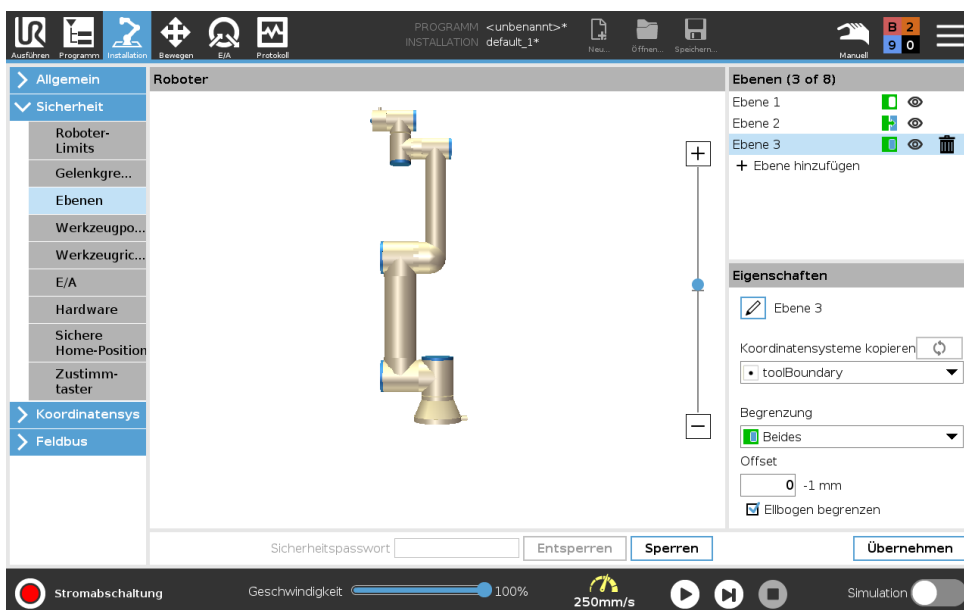 UR
PROGRAMM <unbenannt>*
INSTALLATION default_1*
Ausführen Programm Installation Bewegen E/A Protokoll
Neu... Öffnen... Speichern...
Manuell
B 2
9 0
Allgemein
Sicherheit
Roboter-
Limits
Gelenkgre...
Ebenen
Werkzeugpo...
Werkzeugric...
E/A
Hardware
Sichere
Home-Position
Zustimm-
taster
Koordinatensys
Feldbus
Roboter
Ebenen (3 of 8)
Ebene 1
Ebene 2
Ebene 3
+ Ebene hinzufügen
Eigenschaften
Ebene 3
Koordinatensysteme kopieren
toolBoundary
Begrenzung
Beides
Offset
0 -1 mm
Ellbogen begrenzen
Sicherheitspasswort Entsperren Sperren Übernehmen
Stromabschaltung
Geschwindigkeit 100%
250mm/s
Simulation